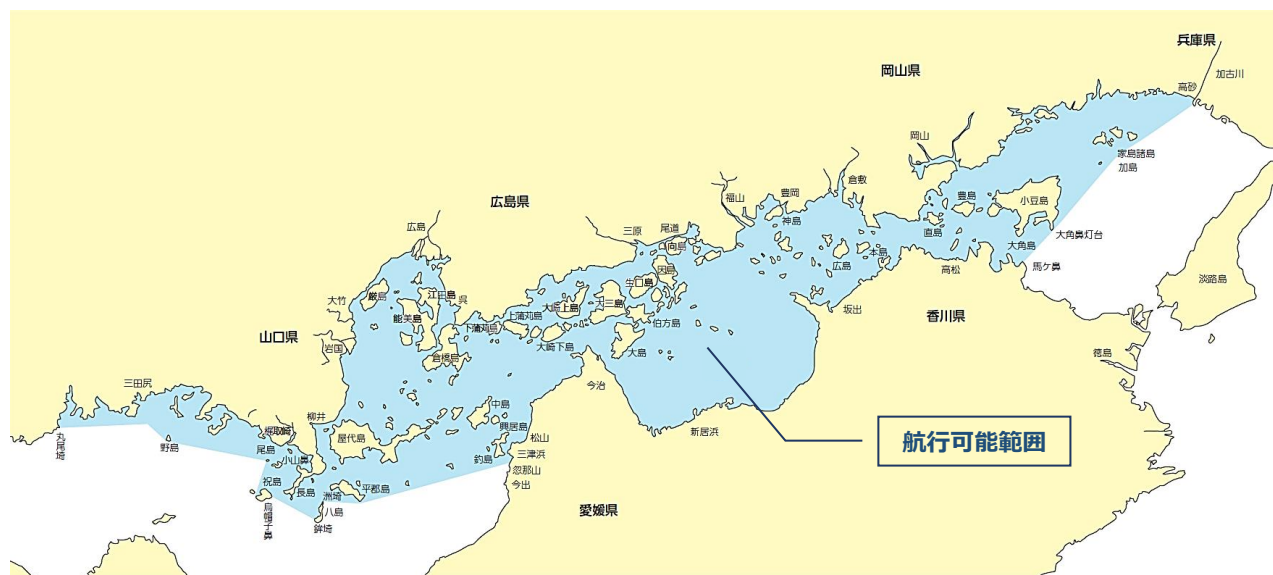 兵庫県
加古川
岡山県
高砂
岡山
家島諸島
加島
倉敷
豊岡
福山
広島県
豊島
小豆島
神島
広島
尾道
三原
向島
直島
大角鼻灯台
大角島
本島
広島
因島
馬ケ鼻
高松
淡路島
生口島
厳島
江田島
大竹
呉
大崎上島
大三島
坂出
香川県
能美島
上蒲苅島
下蒲苅島
伯方島
山口県
岩国
大崎下島
大島
倉橋島
徳島
三田尻
今治
中島
柳井
興居島
新居浜
松山
航行可能範囲
丸尾埼
野島
尾島
屋代島
三津浜
小山鼻
釣島
忽那山
祝島
長島
洲埼
平郡島
今出
八島
愛媛県
烏帽子鼻
鉾埼